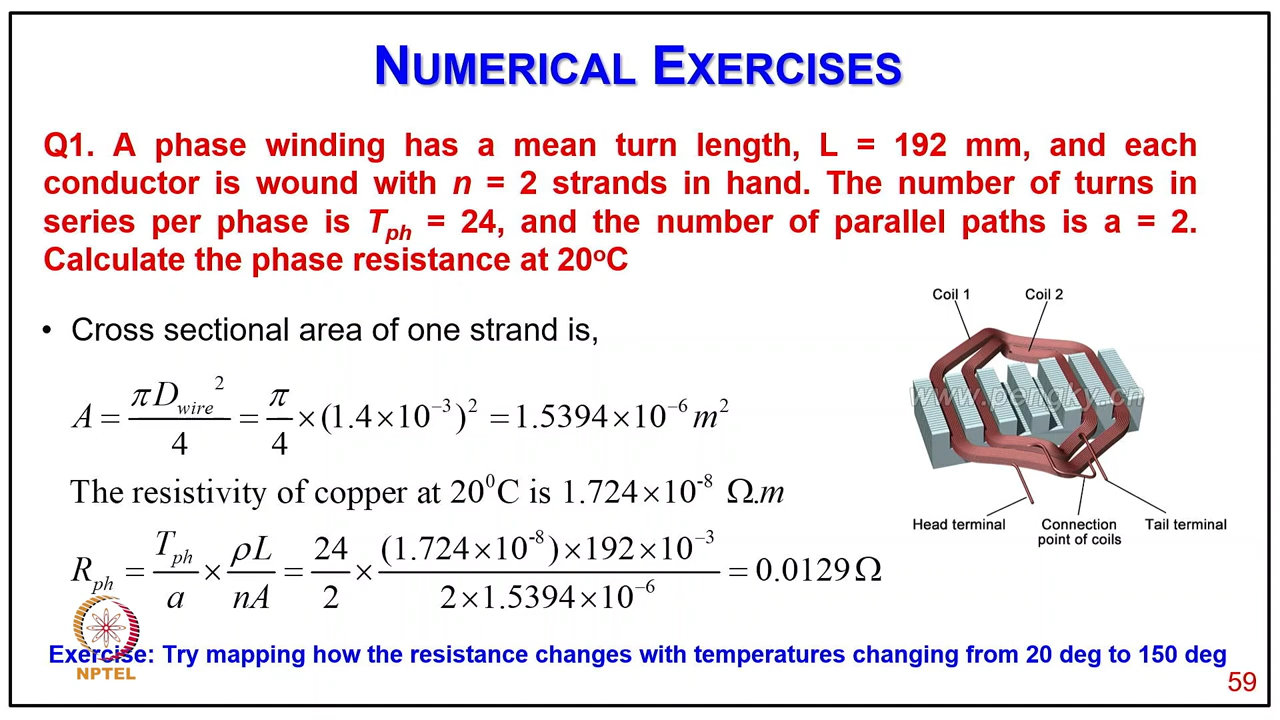 NUMERICAL EXERCISES
Q1. A phase winding has a mean turn length, L = 192 mm, and each
conductor is wound with n = 2 strands in hand. The number of turns in
series per phase is Tph = 24, and the number of parallel paths is a = 2.
Calculate the phase resistance at 20oC
• Cross sectional area of one strand is,
A = πDwire² / 4 = π / 4 × (1.4×10⁻³)² = 1.5394×10⁻⁶ m²
The resistivity of copper at 20⁰C is 1.724×10⁻⁸ Ω.m
Rph = Tph / a × ρL / nA = 24 / 2 × (1.724×10⁻⁸)×192×10⁻³ / 2×1.5394×10⁻⁶ = 0.0129Ω
Coil 1
Coil 2
www.pengky.cn
Head terminal
Connection
point of coils
Tail terminal
Exercise: Try mapping how the resistance changes with temperatures changing from 20 deg to 150 deg
NPTEL
59